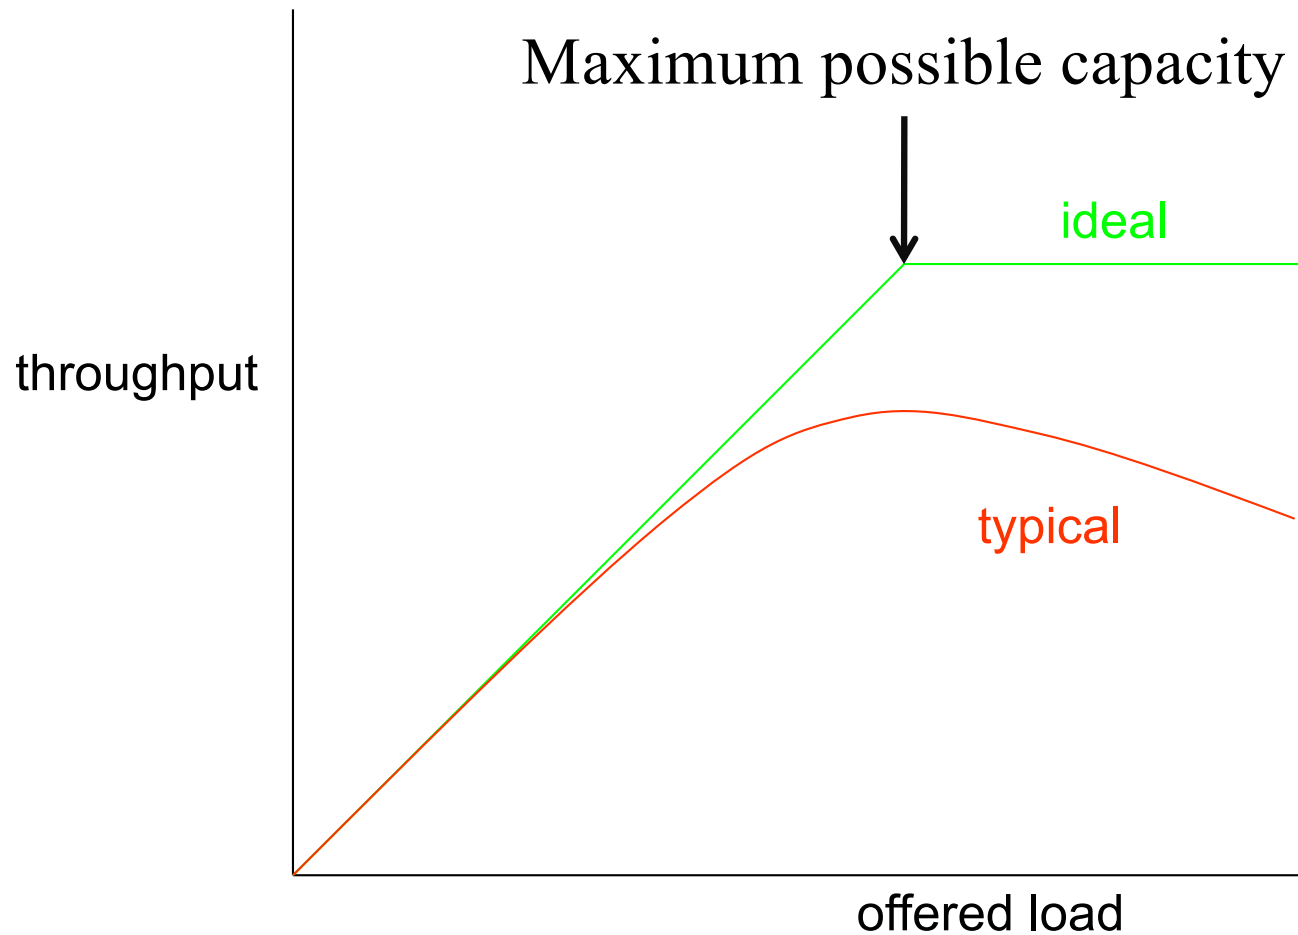 Maximum possible capacity
ideal
throughput
typical
offered load